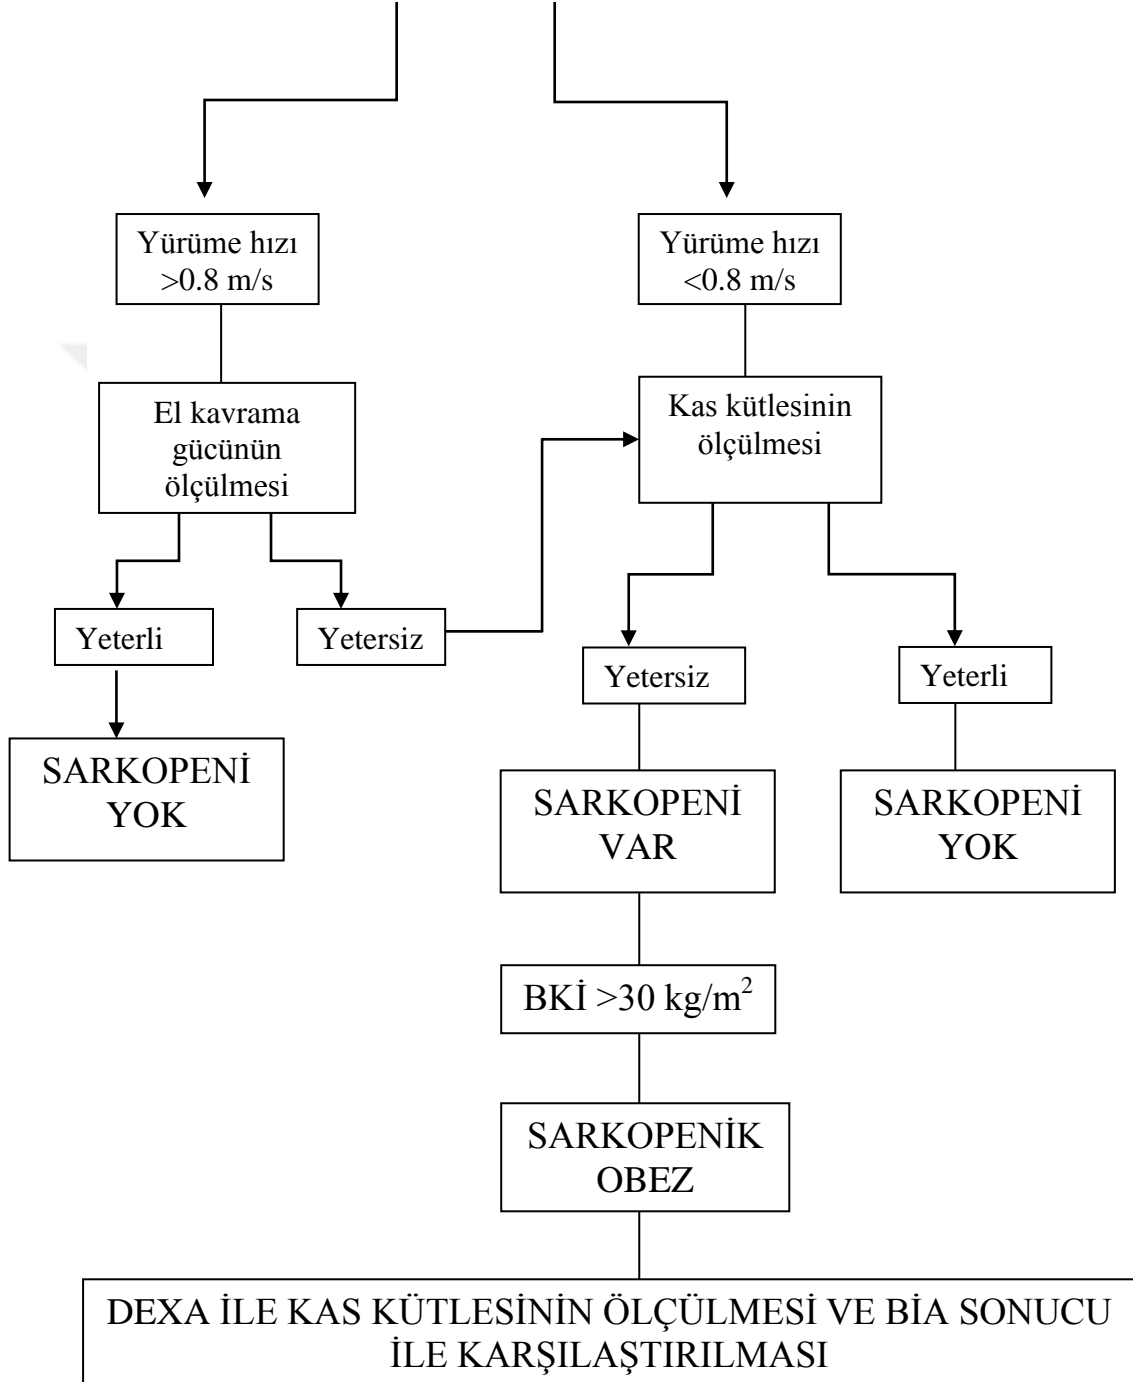 Yürüme hızı
>0.8 m/s
Yürüme hızı
<0.8 m/s
El kavrama
gücünün
ölçülmesi
Kas kütlesinin
ölçülmesi
Yeterli
Yetersiz
Yetersiz
Yeterli
SARKOPENİ
YOK
SARKOPENİ
VAR
SARKOPENİ
YOK
BKİ >30 kg/m²
SARKOPENİK
OBEZ
DEXA İLE KAS KÜTLESİNİN ÖLÇÜLMESİ VE BİA SONUCU
İLE KARŞILAŞTIRILMASI